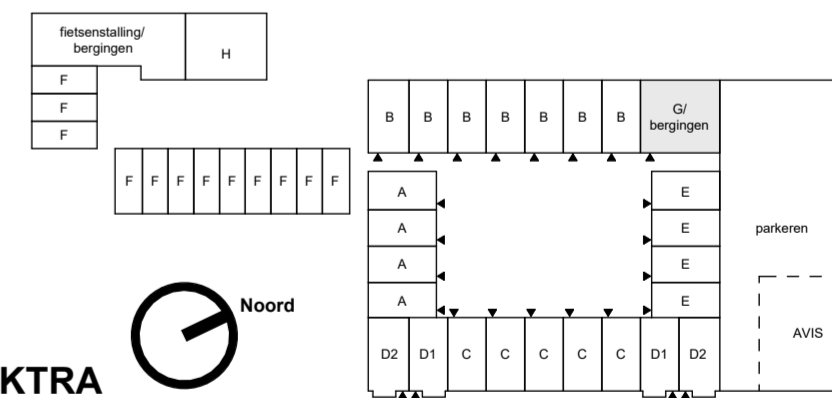 fietsenstalling/
bergingen
H
F
F
F
F F F F F F F F F
B B B B B B B
G/
bergingen
A
A
A
A
E
E
E
E
parkeren
AVIS
D2 D1 C C C C C D1 D2
Noord
KTRA